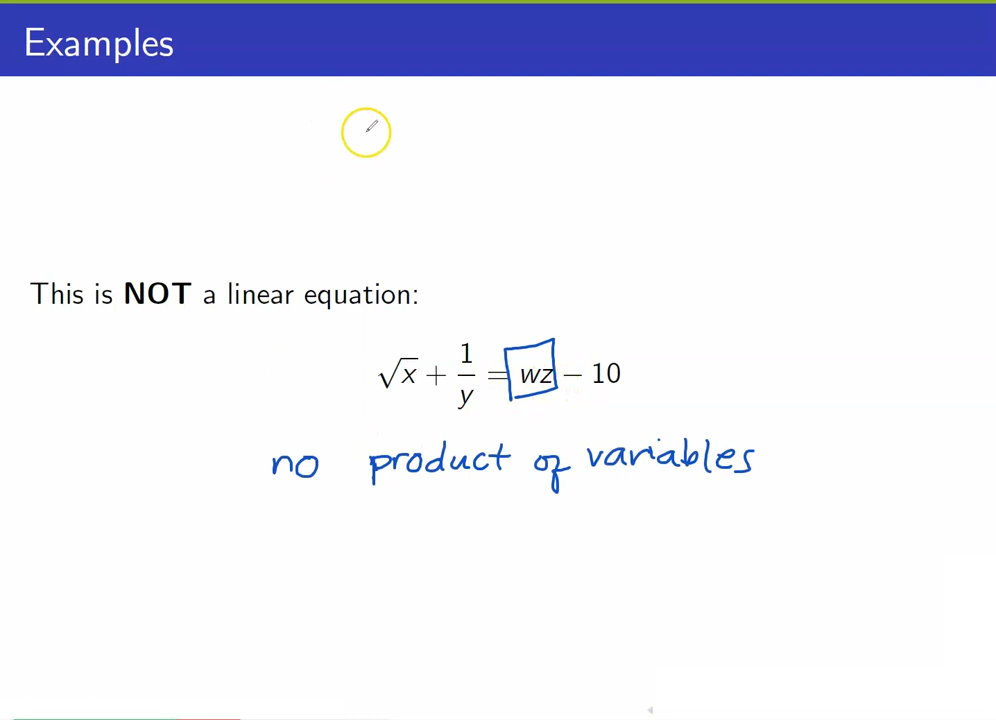 Examples
This is NOT a linear equation:
√x + 1/y = wz − 10
no product of variables